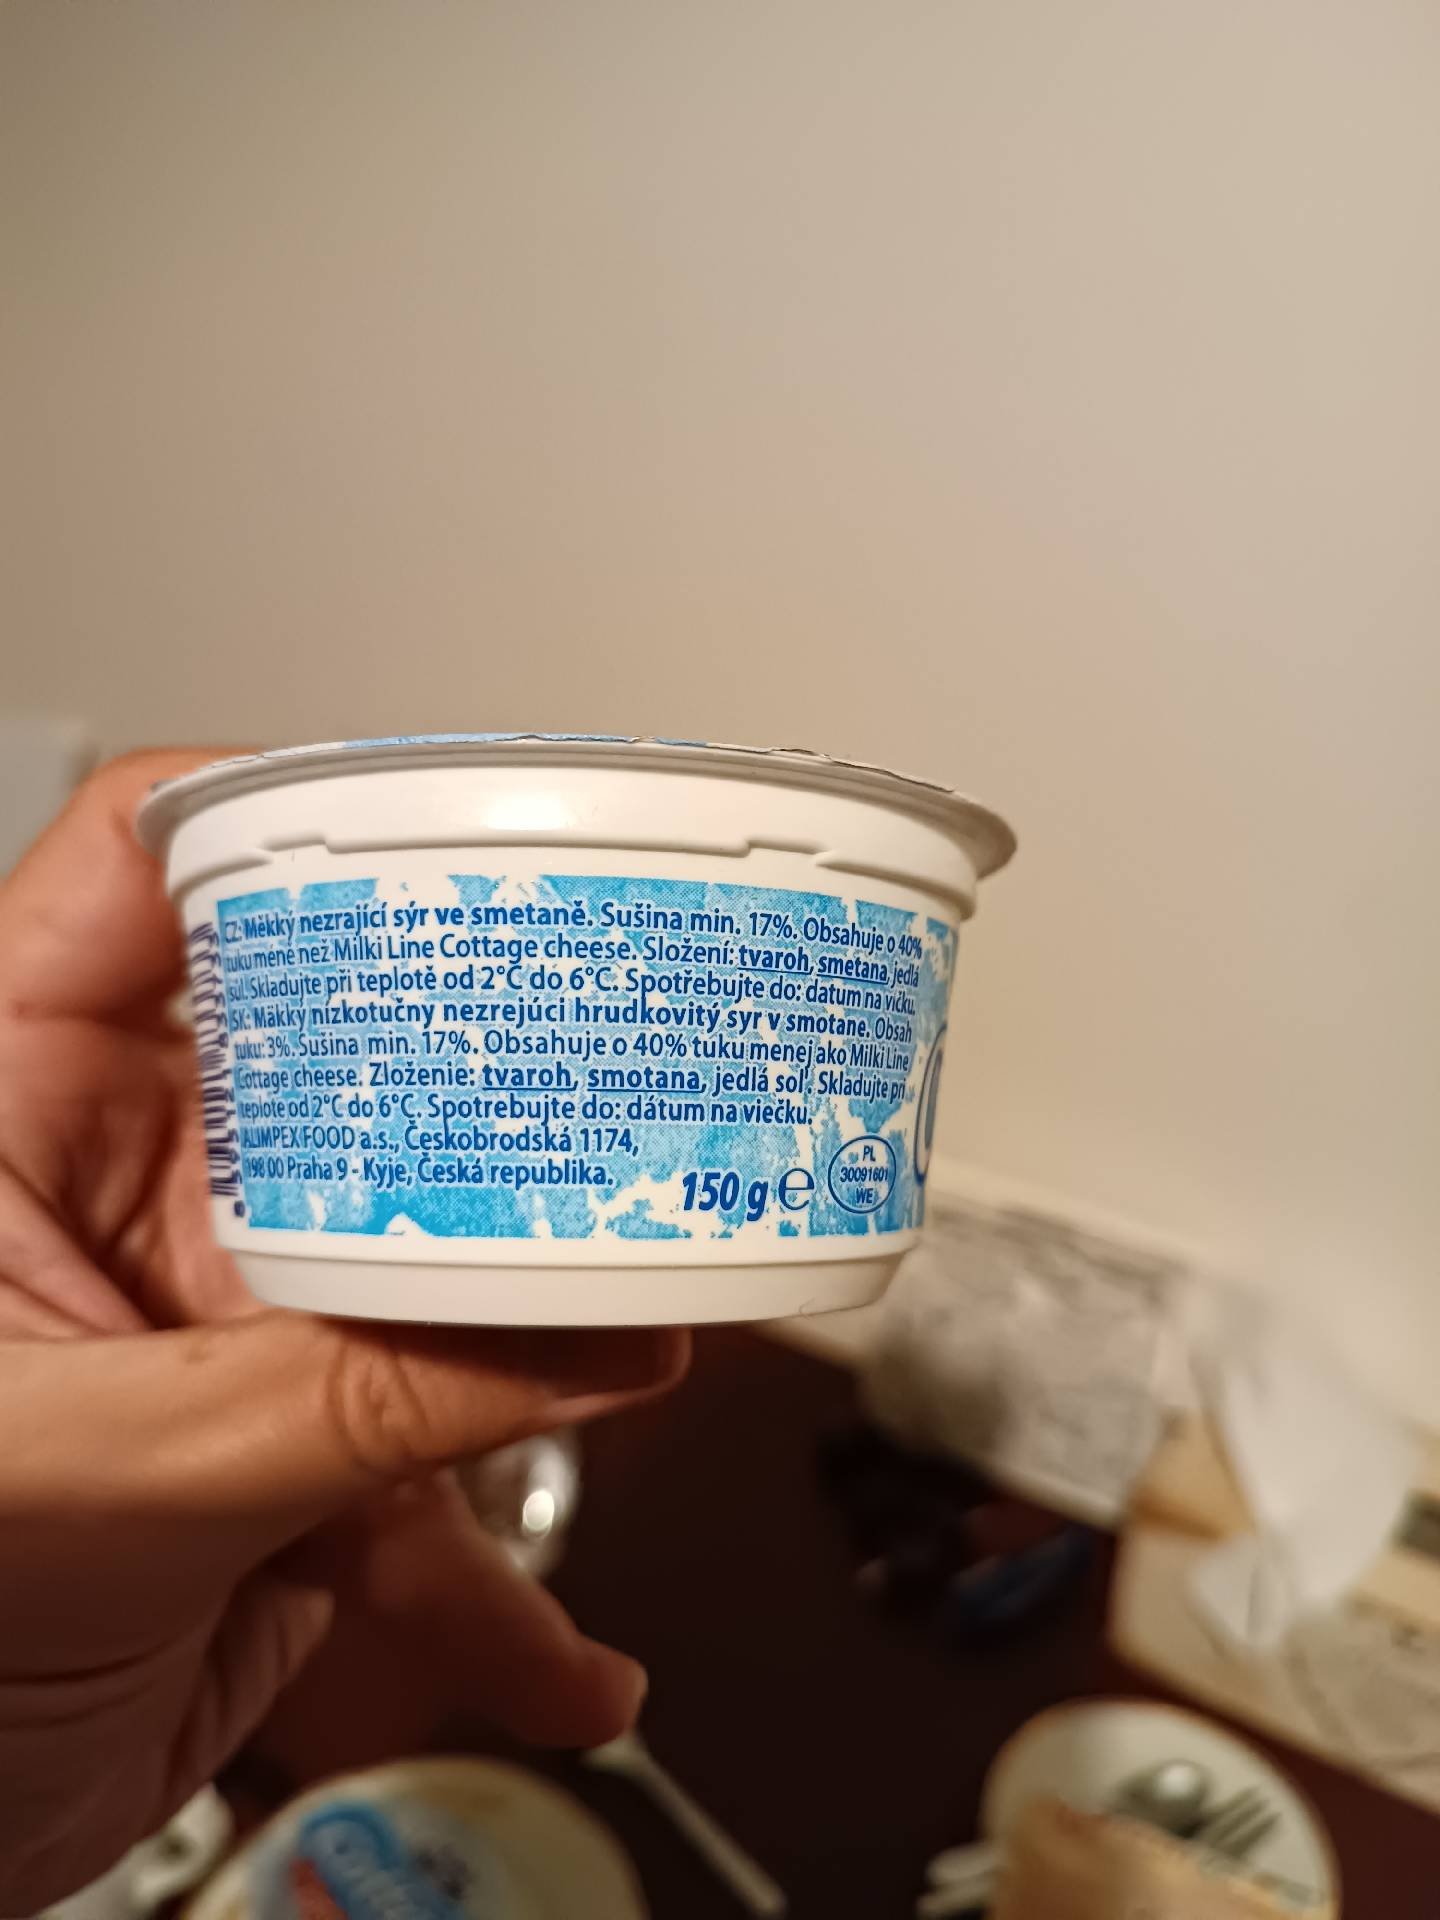 CZ: Měkký nezrající sýr ve smetaně. Sušina min. 17%. Obsahuje o 40%
tuku méně než Milki Line Cottage cheese. Složení: tvaroh, smetana, jedlá
sůl. Skladujte při teplotě od 2°C do 6°C. Spotřebujte do: datum na víčku.
SK: Mäkký nízkotučný nezrejúci hrudkovitý syr v smotane. Obsah
tuku: 3%. Sušina min. 17%. Obsahuje o 40% tuku menej ako Milki Line
Cottage cheese. Zloženie: tvaroh, smotana, jedlá soľ. Skladujte pri
teplote od 2°C do 6°C. Spotrebujte do: dátum na viečku.
ALIMPEX FOOD a.s., Českobrodská 1174,
198 00 Praha 9 - Kyje, Česká republika.
150 g e
PL
30091601
WE